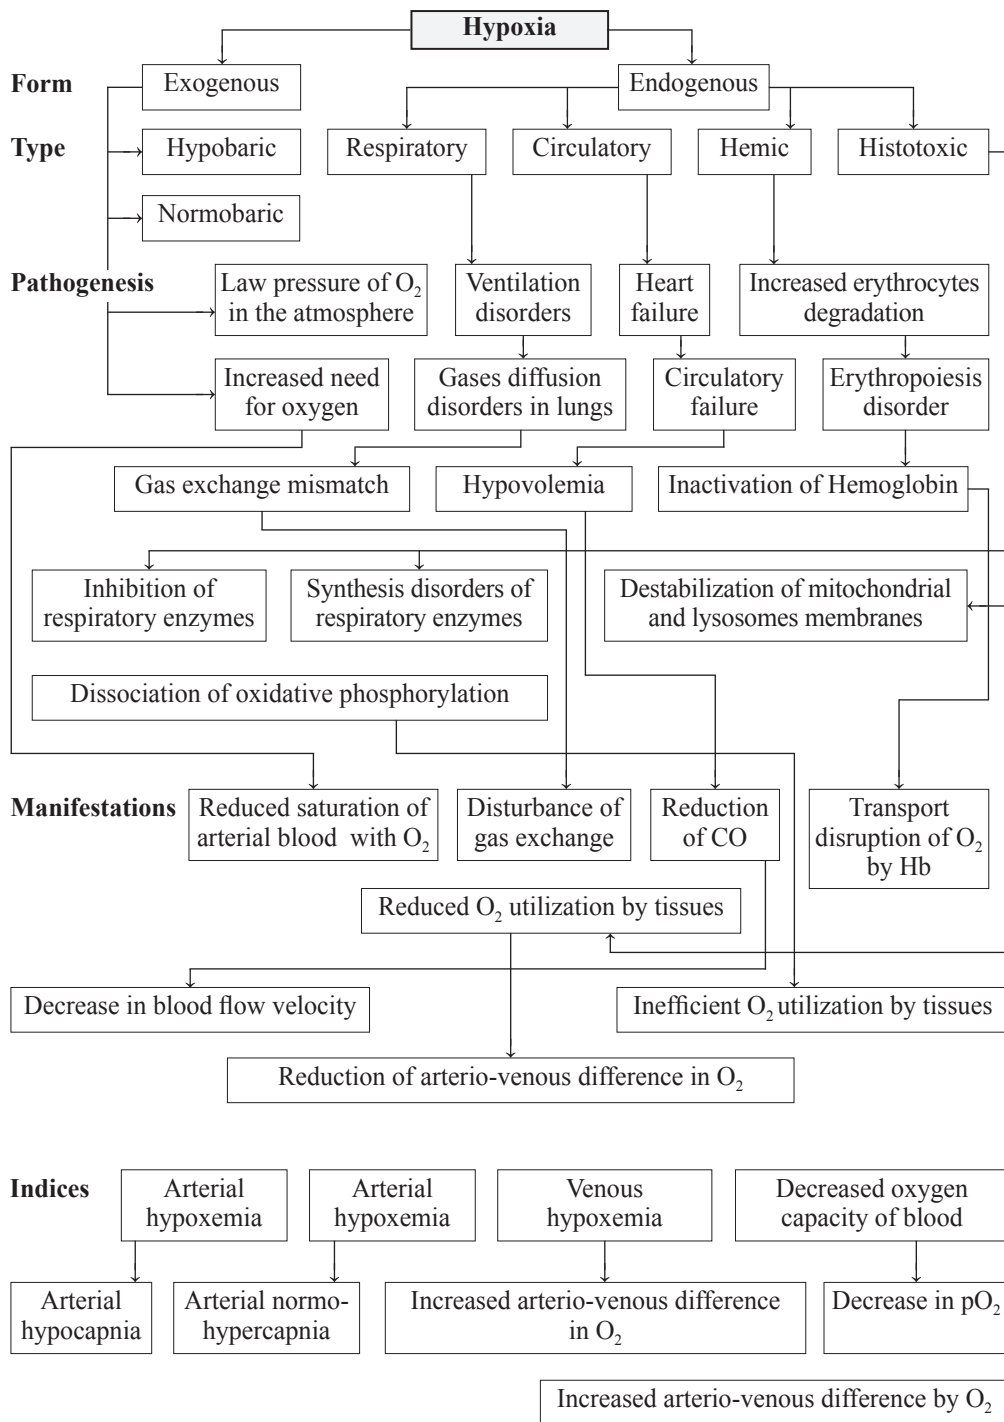 Hypoxia
Form
Exogenous
Endogenous
Type
Hypobaric
Respiratory
Circulatory
Hemic
Histotoxic
Normobaric
Pathogenesis
Law pressure of O₂
in the atmosphere
Ventilation
disorders
Heart
failure
Increased erythrocytes
degradation
Increased need
for oxygen
Gases diffusion
disorders in lungs
Circulatory
failure
Erythropoiesis
disorder
Gas exchange mismatch
Hypovolemia
Inactivation of Hemoglobin
Inhibition of
respiratory enzymes
Synthesis disorders of
respiratory enzymes
Destabilization of mitochondrial
and lysosomes membranes
Dissociation of oxidative phosphorylation
Manifestations
Reduced saturation of
arterial blood with O₂
Disturbance of
gas exchange
Reduction
of CO
Transport
disruption of O₂
by Hb
Reduced O₂ utilization by tissues
Decrease in blood flow velocity
Inefficient O₂ utilization by tissues
Reduction of arterio-venous difference in O₂
Indices
Arterial
hypoxemia
Arterial
hypoxemia
Venous
hypoxemia
Decreased oxygen
capacity of blood
Arterial
hypocapnia
Arterial normo-
hypercapnia
Increased arterio-venous difference
in O₂
Decrease in pO₂
Increased arterio-venous difference by O₂